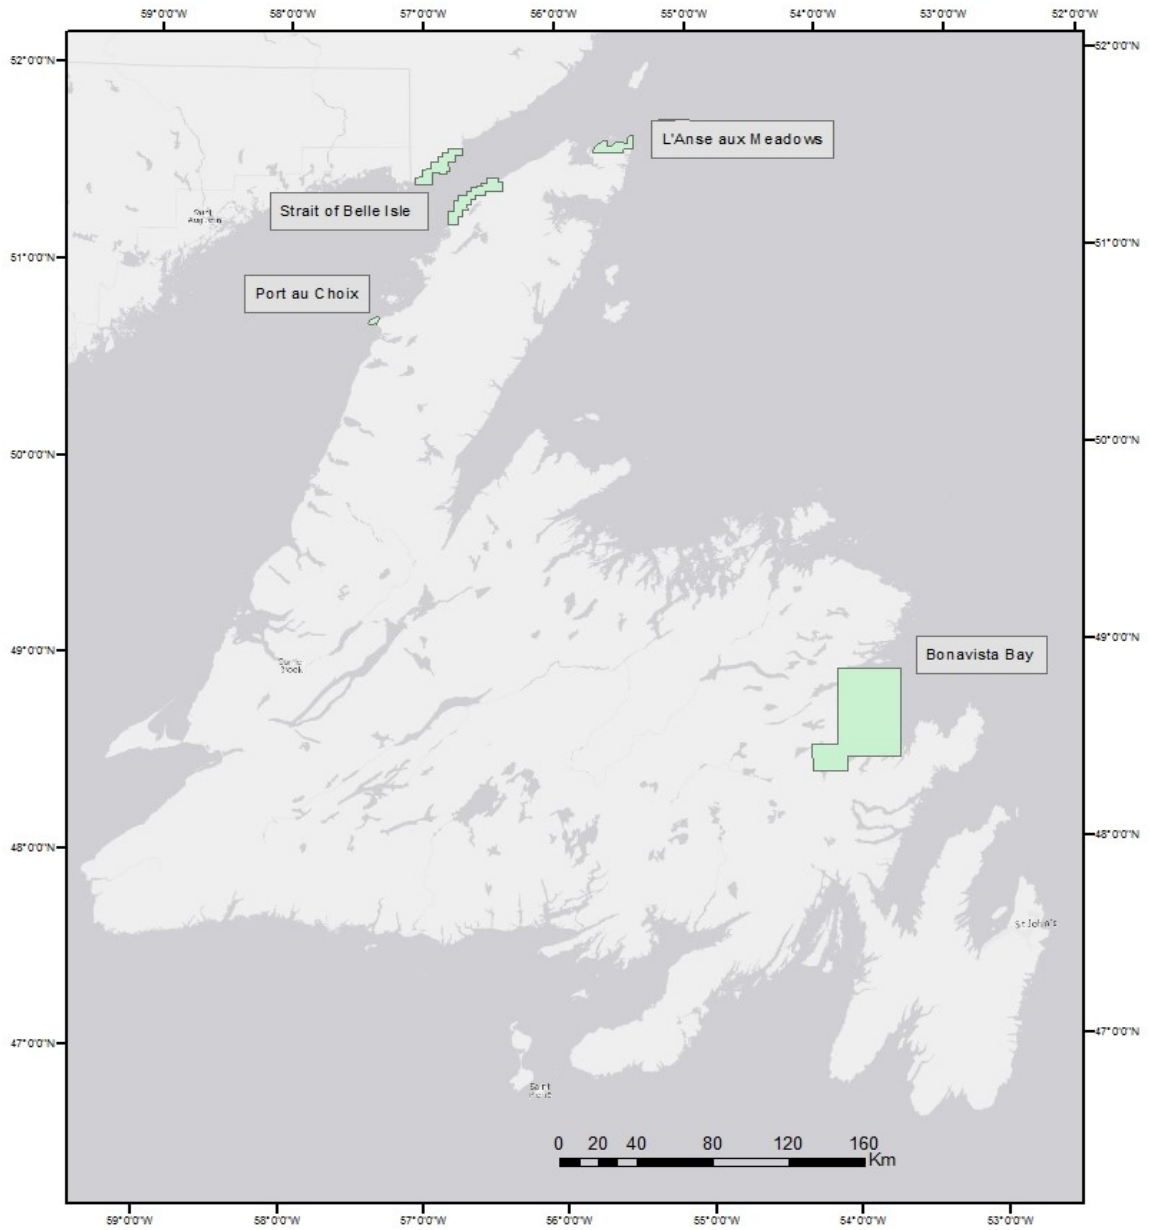 59°0'0"W 58°0'0"W 57°0'0"W 56°0'0"W 55°0'0"W 54°0'0"W 53°0'0"W 52°0'0"W
52°0'0"N
52°0'0"N
L'Anse aux Meadows
Strait of Belle Isle
Saint
51°0'0"N
51°0'0"N
Port au Choix
50°0'0"N
50°0'0"N
49°0'0"N
49°0'0"N
Bonavista Bay
Brook
48°0'0"N
48°0'0"N
St John's
47°0'0"N
47°0'0"N
Saint
0 20 40 80 120 160
Km
59°0'0"W 58°0'0"W 57°0'0"W 56°0'0"W 55°0'0"W 54°0'0"W 53°0'0"W